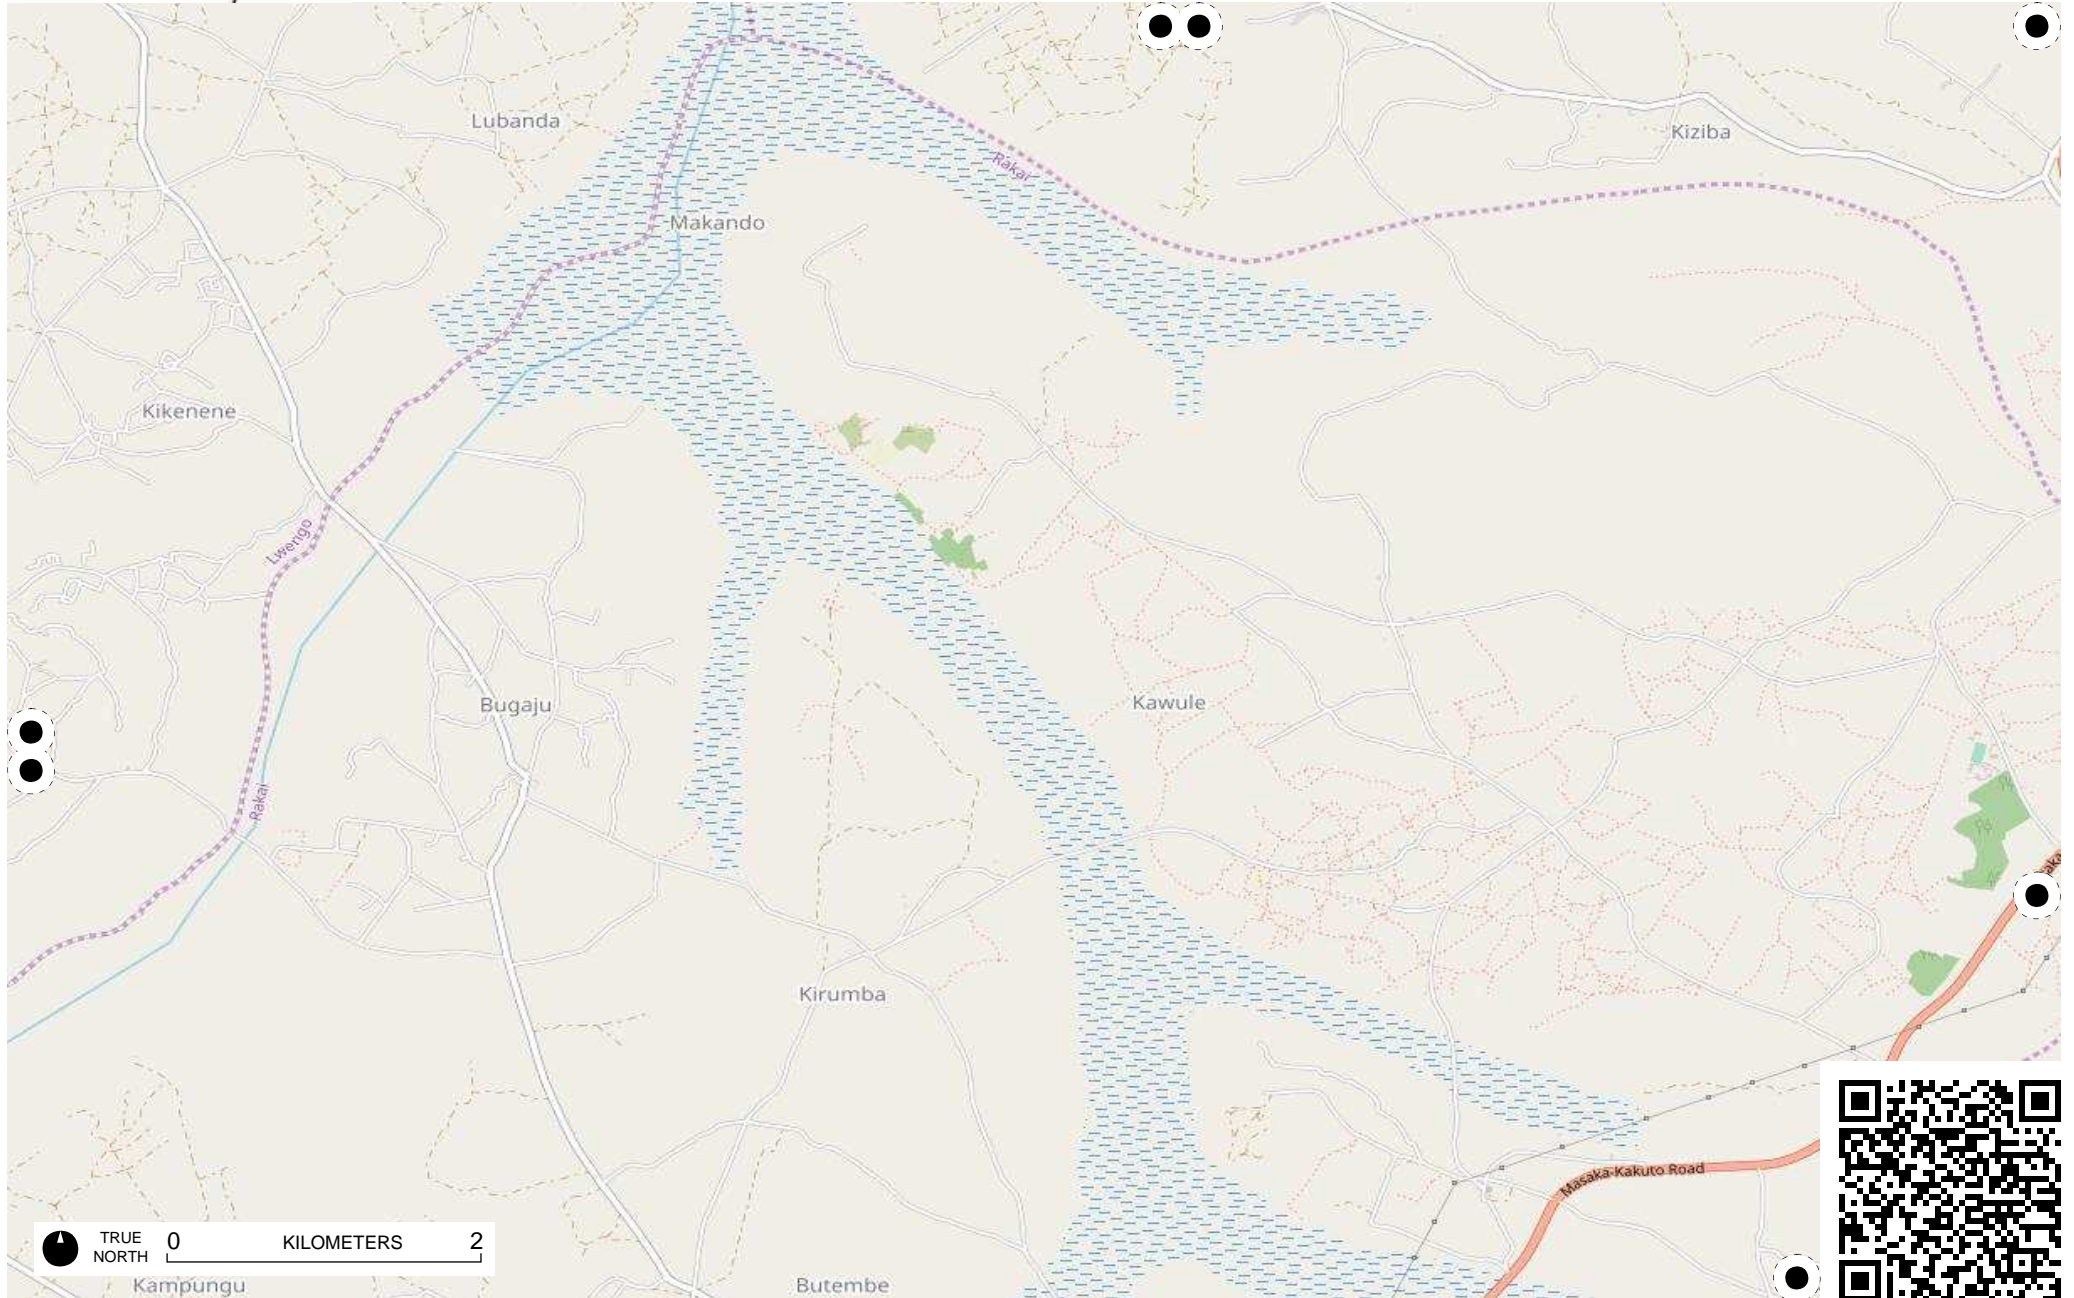 Lubanda
Kiziba
Rakai
Makando
Kikenene
Lwengo
Bugaju
Kawule
Rakai
aka
Kirumba
Masaka-Kakuto Road
TRUE
NORTH
0 KILOMETERS 2
Kampungu
Butembe